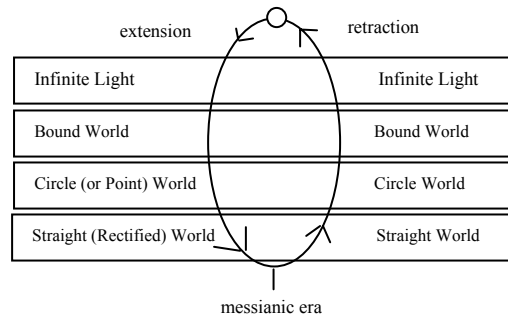 extension retraction
Infinite Light Infinite Light
Bound World Bound World
Circle (or Point) World Circle World
Straight (Rectified) World Straight World
messianic era